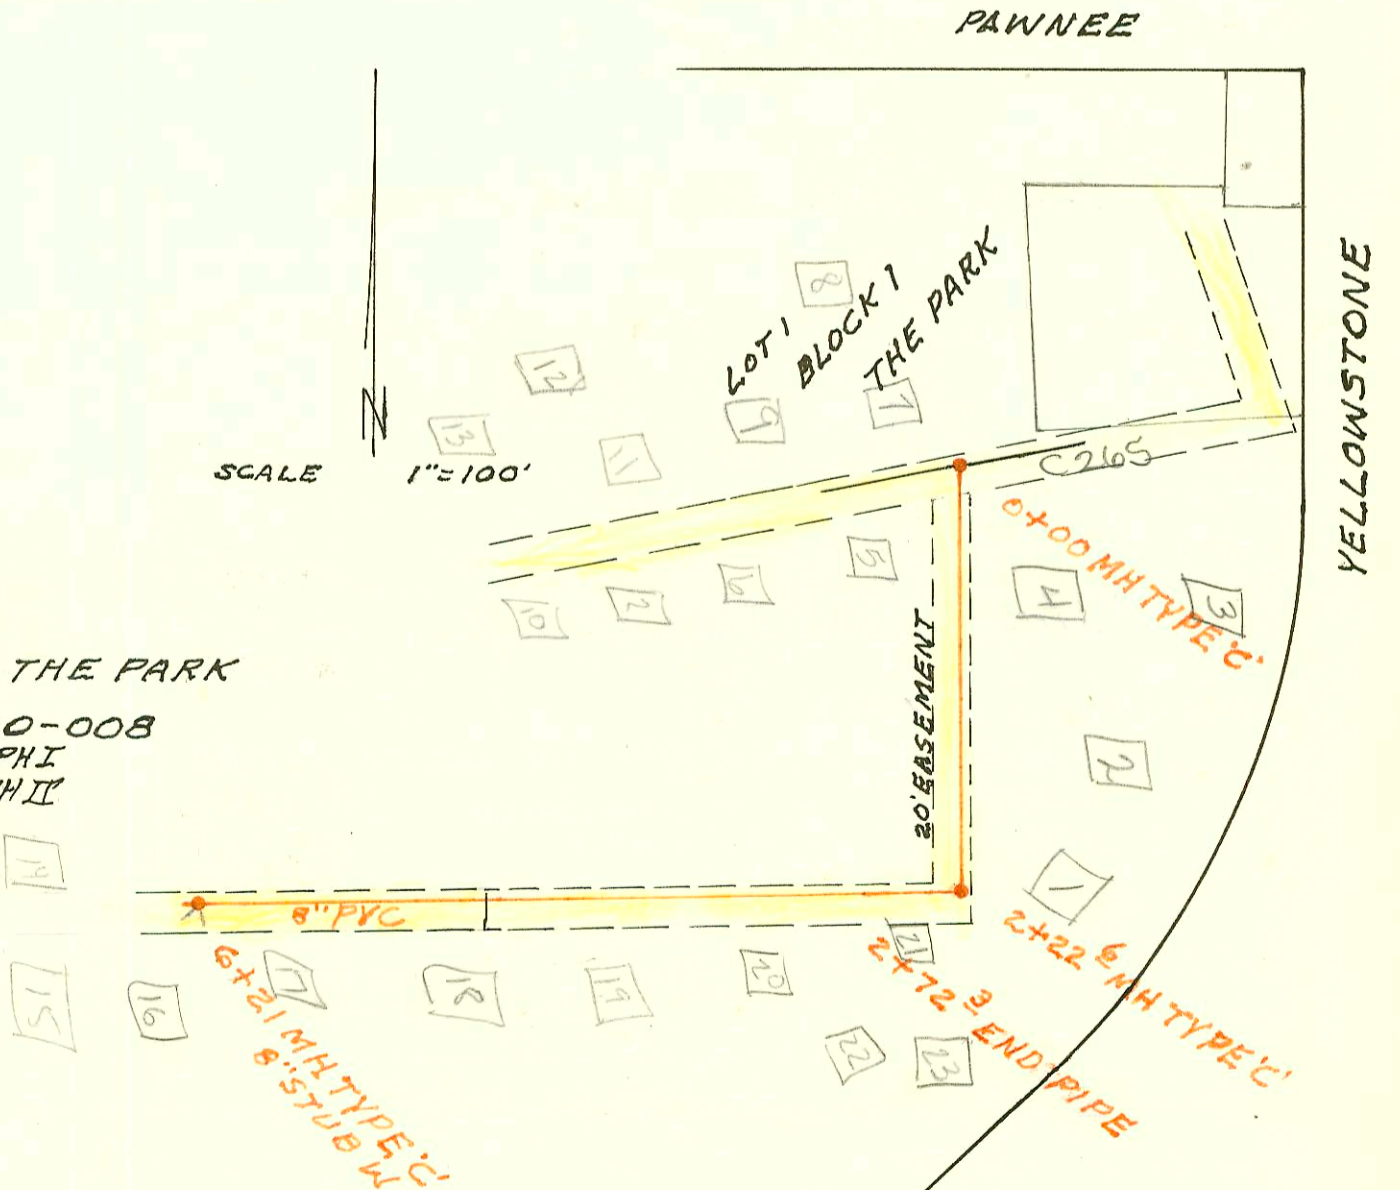 PAWNEE
YELLOWSTONE
8
LOT 1
BLOCK 1
THE PARK
12
13
11
9
7
SCALE 1"=100'
C265
0+00 MH TYPE 'C'
5
4
3
6
2
10
20' EASEMENT
THE PARK
0-008
PH I
PH II
2
14
1
8" PVC
2+22 6 MH TYPE 'C'
21
2+72 3 END PIPE
15
16
17
18
19
20
22
23
6+21 MH TYPE 'C'
8" STUB W